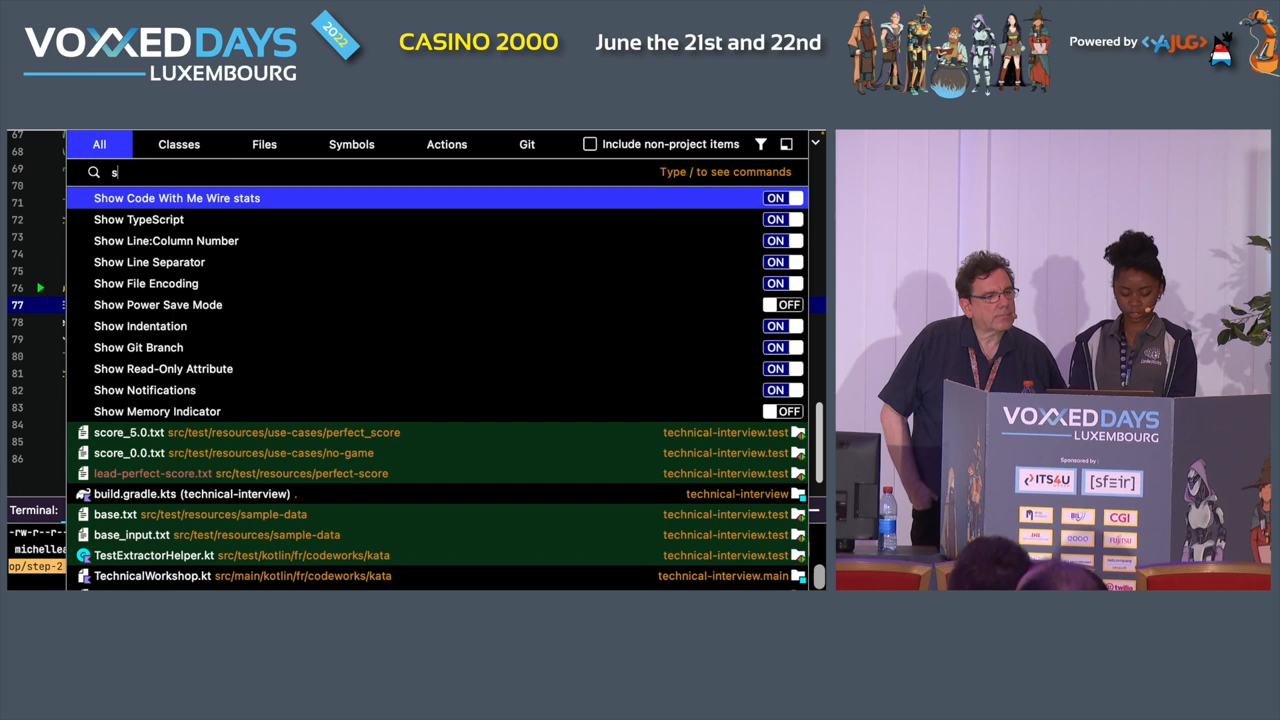 VOXXED DAYS
LUXEMBOURG
2022
CASINO 2000
June the 21st and 22nd
Powered by <YAJUG>
67
68
69
70
71
72
73
74
75
76
77
78
79
80
81
82
83
84
85
86
All Classes Files Symbols Actions Git Include non-project items
s Type / to see commands
Show Code With Me Wire stats ON
Show TypeScript ON
Show Line:Column Number ON
Show Line Separator ON
Show File Encoding ON
Show Power Save Mode OFF
Show Indentation ON
Show Git Branch ON
Show Read-Only Attribute ON
Show Notifications ON
Show Memory Indicator OFF
score_5.0.txt src/test/resources/use-cases/perfect_score technical-interview.test
score_0.0.txt src/test/resources/use-cases/no-game technical-interview.test
lead-perfect-score.txt src/test/resources/perfect-score technical-interview.test
build.gradle.kts (technical-interview) . technical-interview
base.txt src/test/resources/sample-data technical-interview.test
base_input.txt src/test/resources/sample-data technical-interview.test
TestExtractorHelper.kt src/test/kotlin/fr/codeworks/kata technical-interview.test
TechnicalWorkshop.kt src/main/kotlin/fr/codeworks/kata technical-interview.main
Terminal:
-rw-r--r--
michellea
op/step-2
VOXXED DAYS
LUXEMBOURG
Sponsored by :
ITS4U
[sfeir]
BIL
CGI
FUJITSU
twilio